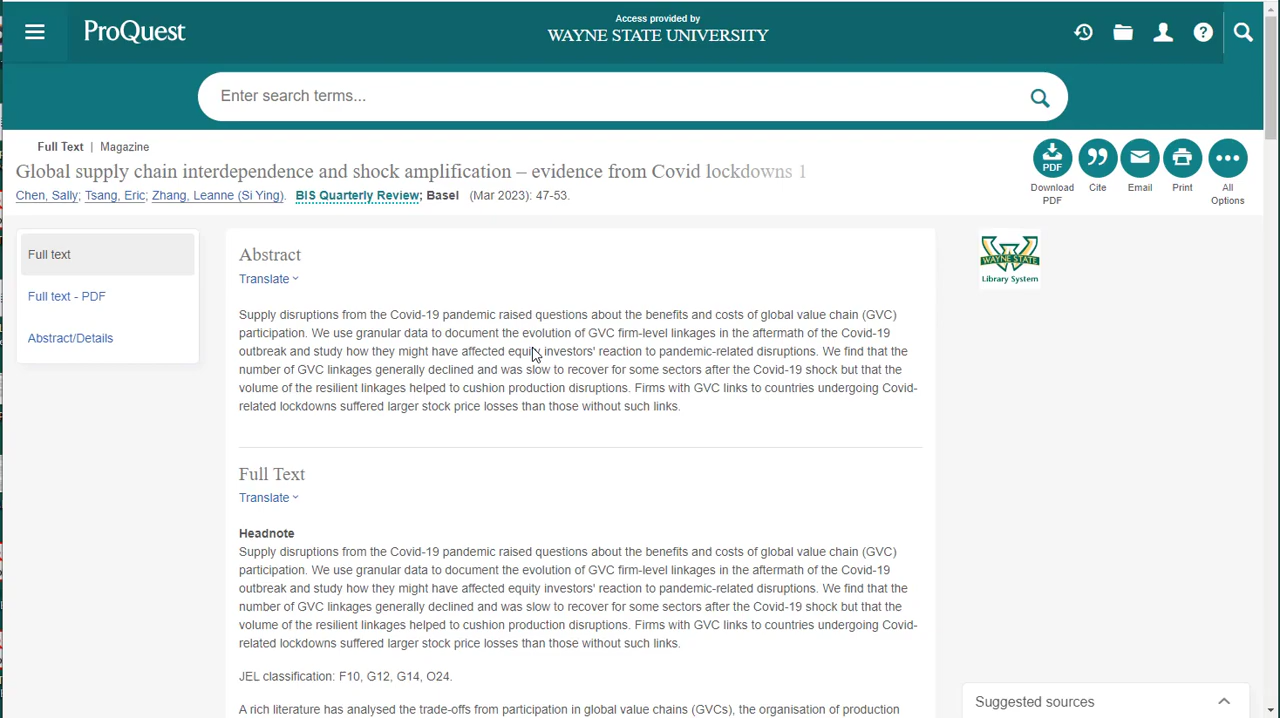 ProQuest
Access provided by
WAYNE STATE UNIVERSITY
Enter search terms...
Full Text | Magazine
Global supply chain interdependence and shock amplification – evidence from Covid lockdowns 1
Chen, Sally; Tsang, Eric; Zhang, Leanne (Si Ying). BIS Quarterly Review; Basel (Mar 2023): 47-53.
PDF
Download PDF
Cite
Email
Print
All Options
Full text
Full text - PDF
Abstract/Details
Abstract
Translate
Supply disruptions from the Covid-19 pandemic raised questions about the benefits and costs of global value chain (GVC)
participation. We use granular data to document the evolution of GVC firm-level linkages in the aftermath of the Covid-19
outbreak and study how they might have affected equity investors' reaction to pandemic-related disruptions. We find that the
number of GVC linkages generally declined and was slow to recover for some sectors after the Covid-19 shock but that the
volume of the resilient linkages helped to cushion production disruptions. Firms with GVC links to countries undergoing Covid-
related lockdowns suffered larger stock price losses than those without such links.
WAYNE STATE
Library System
Full Text
Translate
Headnote
Supply disruptions from the Covid-19 pandemic raised questions about the benefits and costs of global value chain (GVC)
participation. We use granular data to document the evolution of GVC firm-level linkages in the aftermath of the Covid-19
outbreak and study how they might have affected equity investors' reaction to pandemic-related disruptions. We find that the
number of GVC linkages generally declined and was slow to recover for some sectors after the Covid-19 shock but that the
volume of the resilient linkages helped to cushion production disruptions. Firms with GVC links to countries undergoing Covid-
related lockdowns suffered larger stock price losses than those without such links.
JEL classification: F10, G12, G14, O24.
A rich literature has analysed the trade-offs from participation in global value chains (GVCs), the organisation of production
Suggested sources